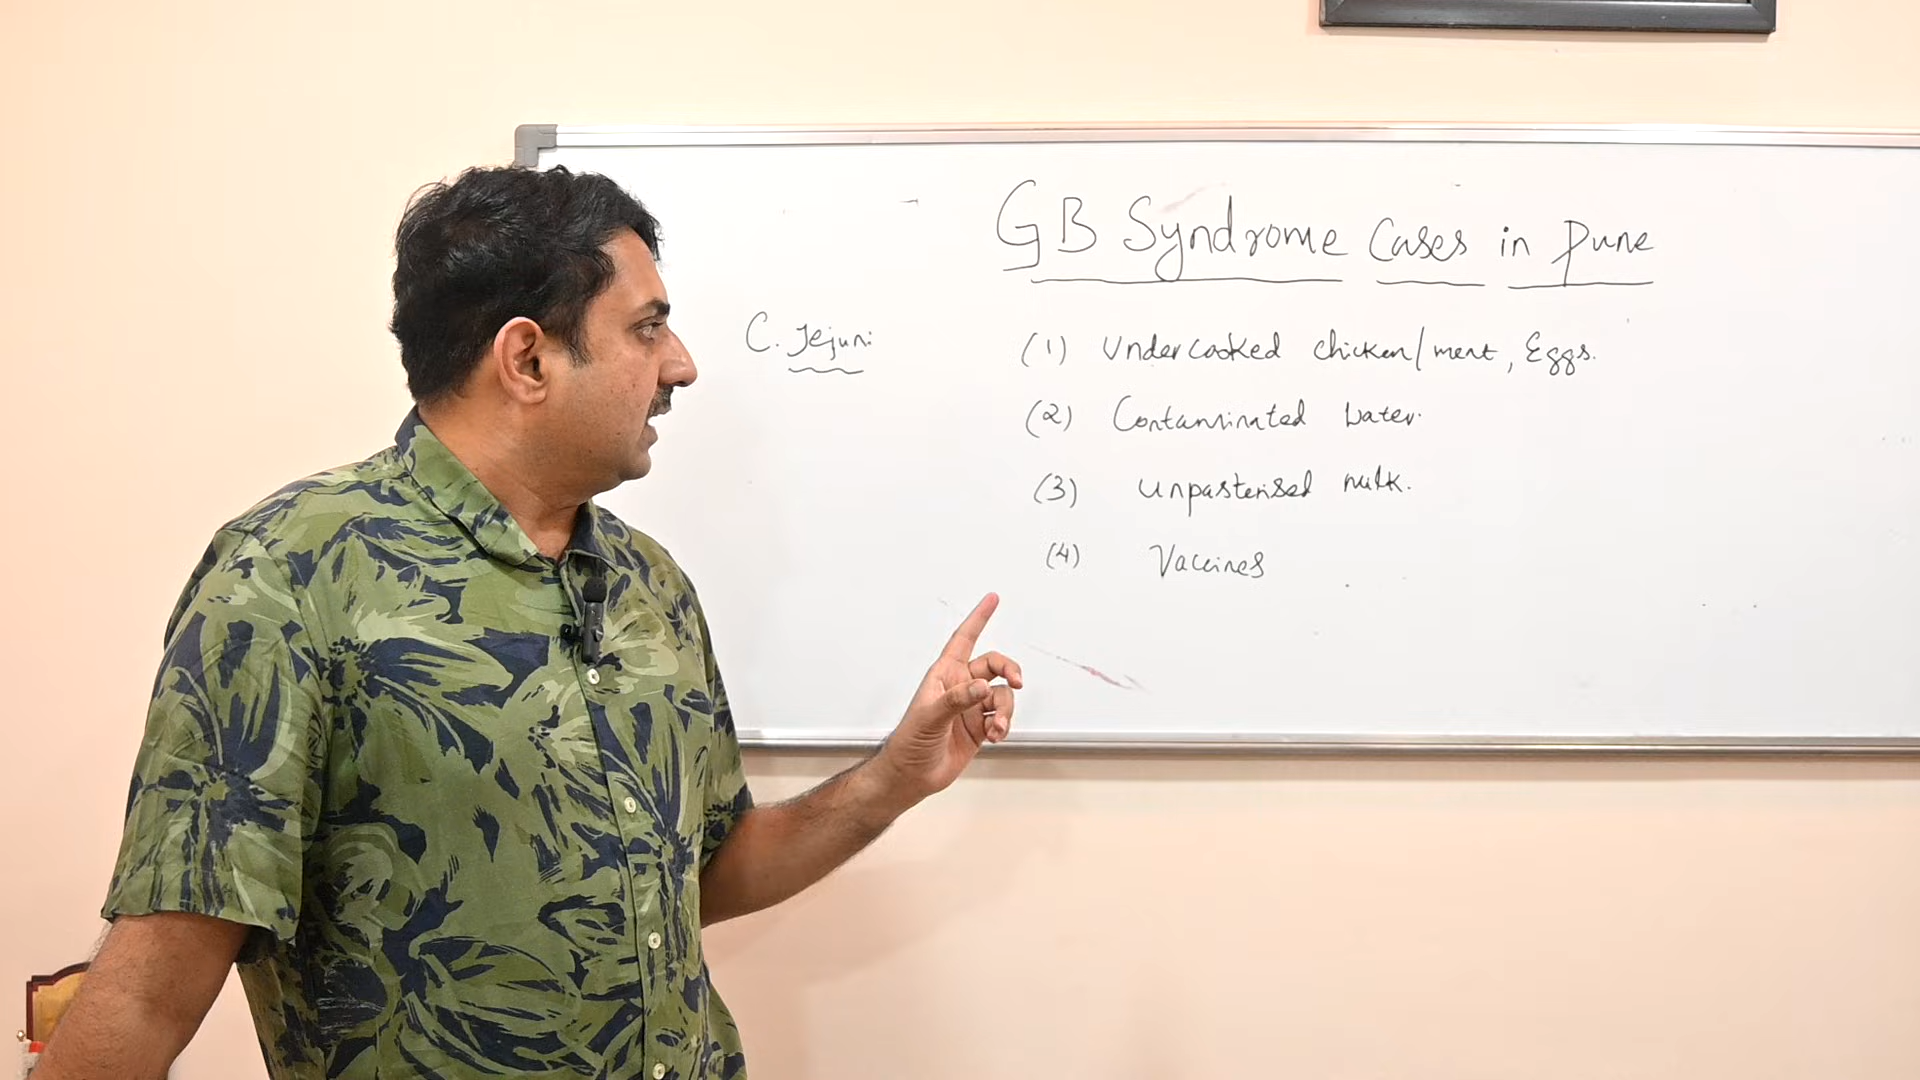 GB Syndrome Cases in Pune
C. Jejuni
(1) Undercooked chicken/meat, Eggs.
(2) Contaminated Water.
(3) Unpasterised milk.
(4) Vaccines